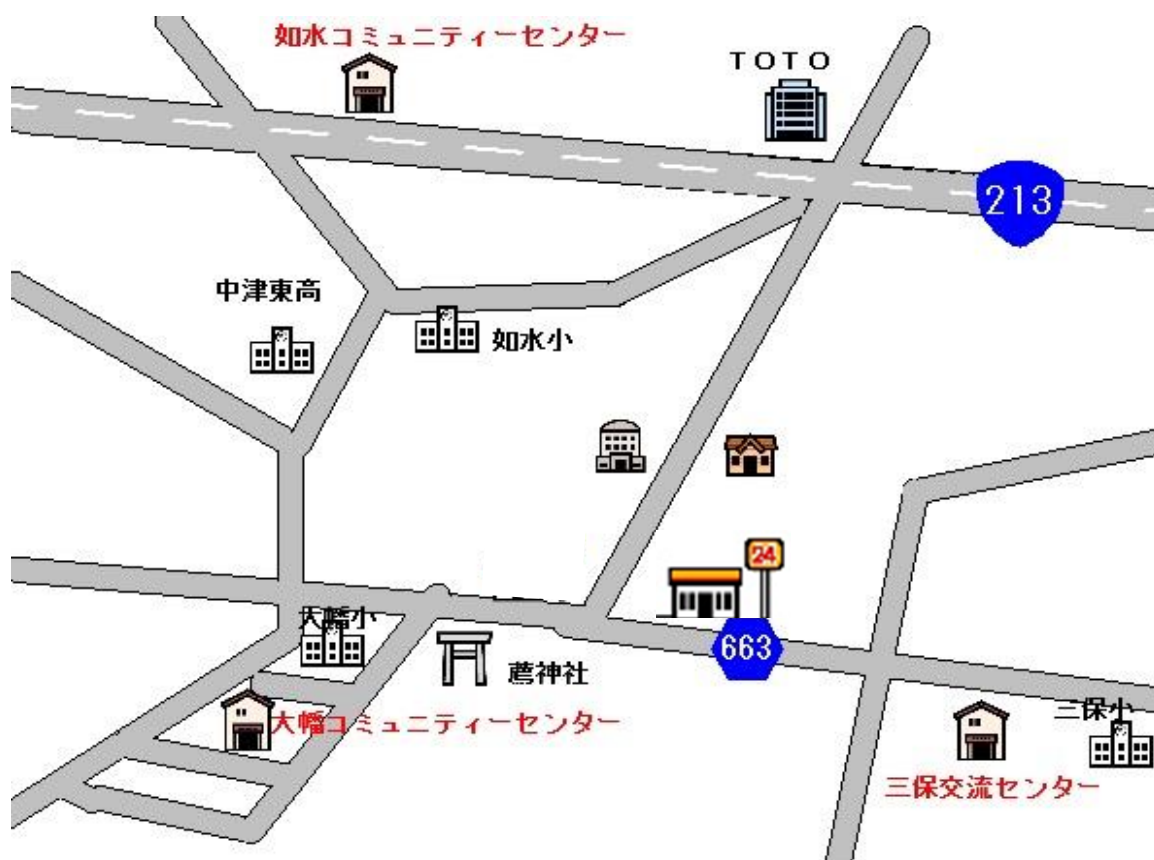 如水コミュニティーセンター
TOTO
213
中津東高
如水小
24
大幡小
663
薦神社
大幡コミュニティーセンター
三保小
三保交流センター